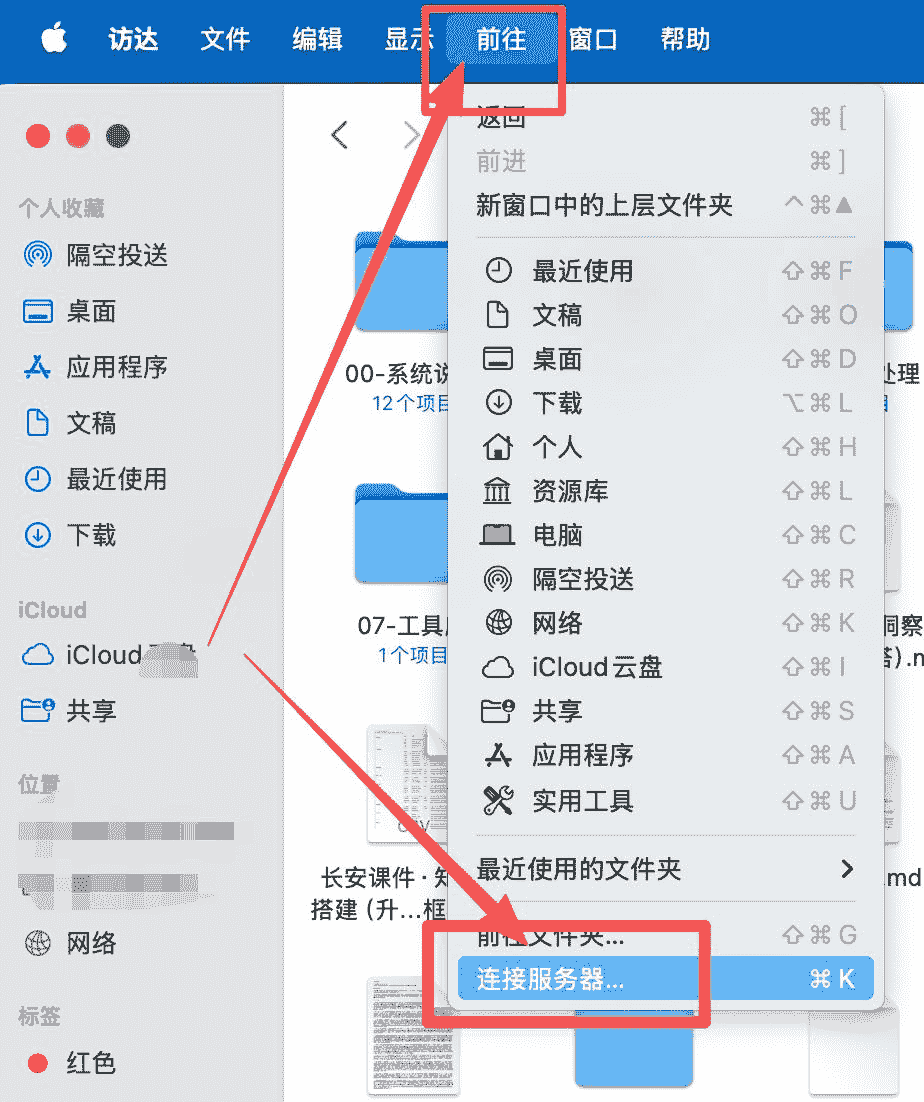 访达 文件 编辑 显示 前往 窗口 帮助
个人收藏
隔空投送
桌面
应用程序
文稿
最近使用
下载
iCloud
iCloud
共享
位置
网络
标签
红色
00-系统说
12个项目
07-工具
1个项目
CSV
长安课件·知
搭建 (升...框
处理
洞察
.md
返回 ⌘ [
前进 ⌘ ]
新窗口中的上层文件夹 ^⌘▲
最近使用 ⇧⌘F
文稿 ⇧⌘O
桌面 ⇧⌘D
下载 ⌥⌘L
个人 ⇧⌘H
资源库 ⇧⌘L
电脑 ⇧⌘C
隔空投送 ⇧⌘R
网络 ⇧⌘K
iCloud云盘 ⇧⌘I
共享 ⇧⌘S
应用程序 ⇧⌘A
实用工具 ⇧⌘U
最近使用的文件夹
前往文件夹... ⇧⌘G
连接服务器... ⌘K